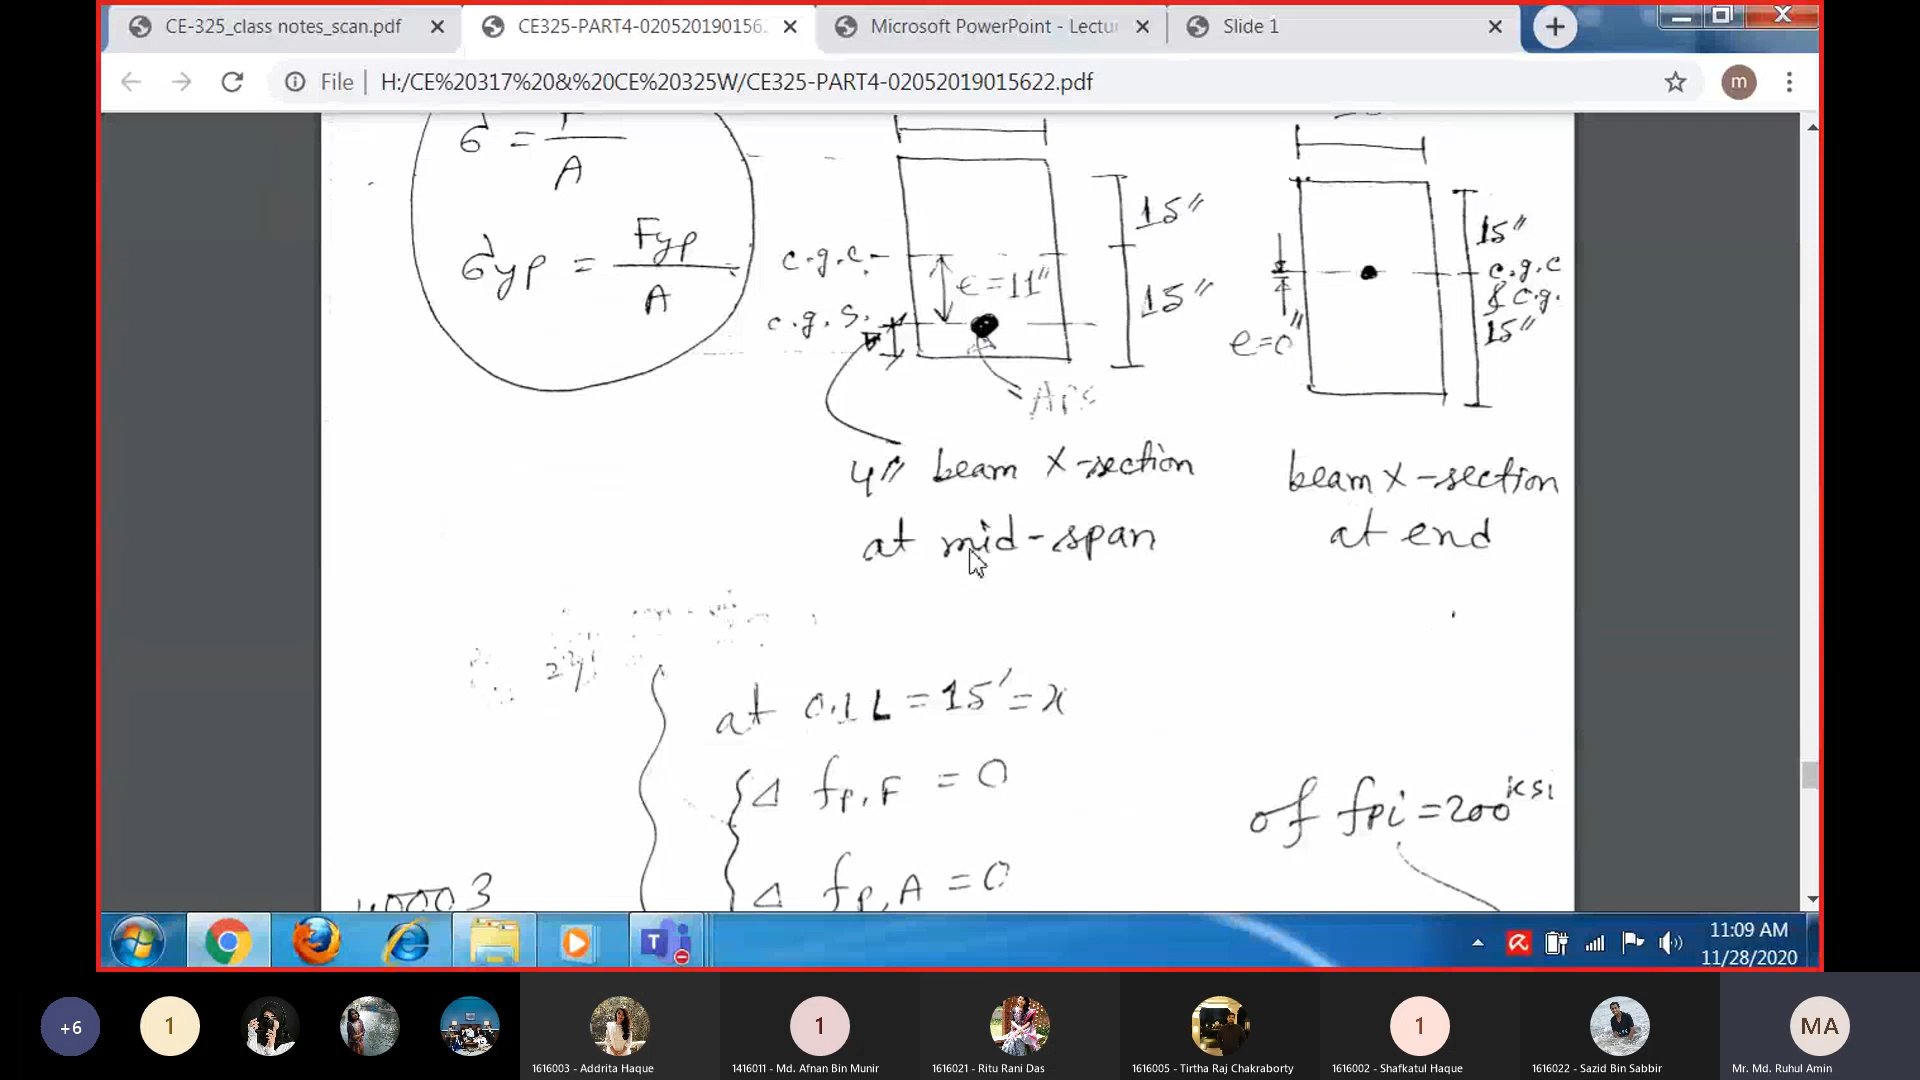 CE-325_class notes_scan.pdf
CE325-PART4-0205201901562
Microsoft PowerPoint - Lectu
Slide 1
File
H:/CE%20317%20&%20CE%20325W/CE325-PART4-02052019015622.pdf
m
σ =
A
σyp = Fyp
A
c.g.c.
e=11"
c.g.s.
15"
15"
Aps
4" beam X-section
at mid-span
15"
c.g.c
& c.g.
15"
e=0"
beam X-section
at end
at 0.1L = 15' = x
Δ fp,F = 0
Δ fp,A = 0
of fpi = 200 ksi
11:09 AM
11/28/2020
+6
1
1616003 - Addrita Haque
1
1416011 - Md. Afnan Bin Munir
1616021 - Ritu Rani Das
1616005 - Tirtha Raj Chakraborty
1
1616002 - Shafkatul Haque
1616022 - Sazid Bin Sabbir
MA
Mr. Md. Ruhul Amin